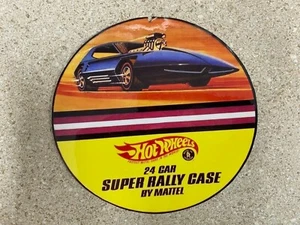 Hot Wheels
24 CAR
SUPER RALLY CASE
BY MATTEL